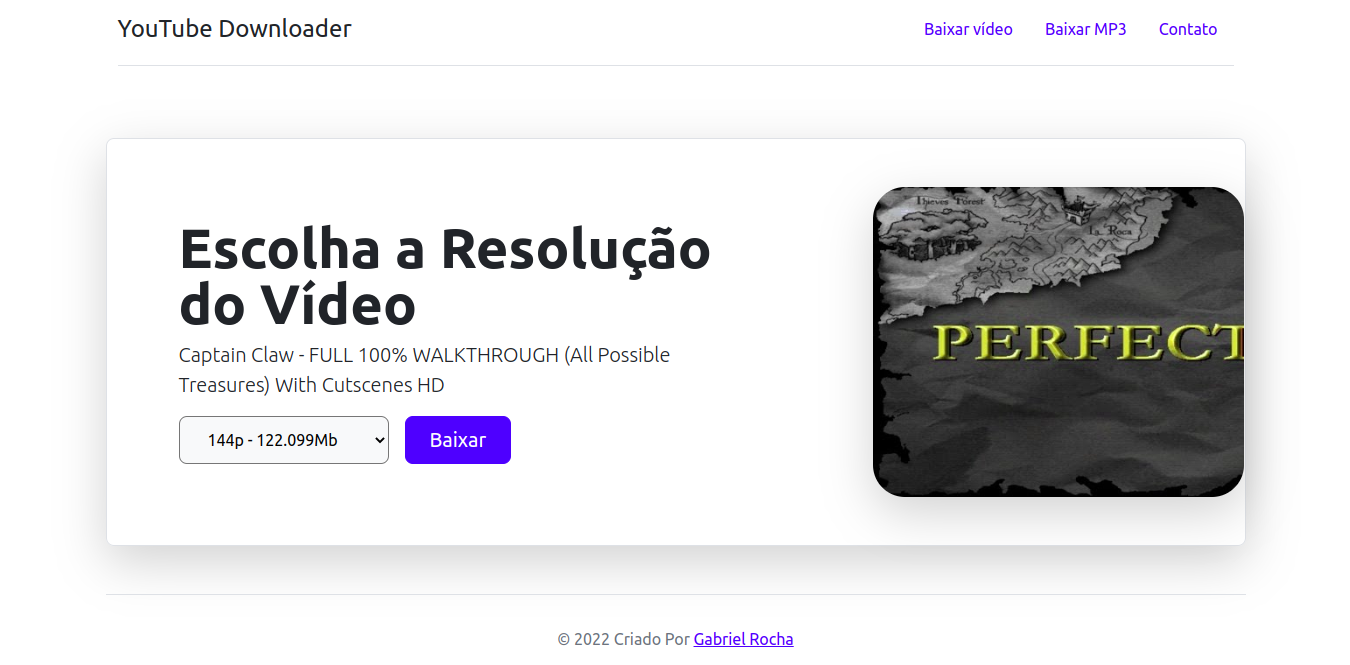 YouTube Downloader
Baixar vídeo
Baixar MP3
Contato
Escolha a Resolução
do Vídeo
Captain Claw - FULL 100% WALKTHROUGH (All Possible
Treasures) With Cutscenes HD
144p - 122.099Mb
Baixar
Thieves Forest
La Roca
PERFECT
© 2022 Criado Por Gabriel Rocha